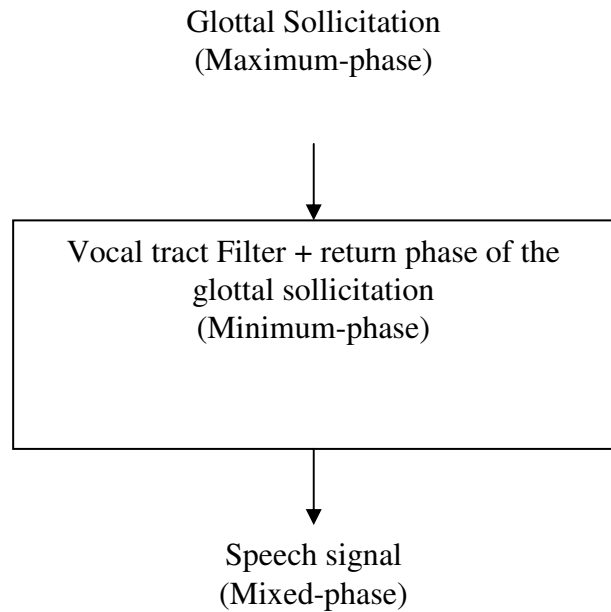 Glottal Sollicitation
(Maximum-phase)
Vocal tract Filter + return phase of the
glottal sollicitation
(Minimum-phase)
Speech signal
(Mixed-phase)